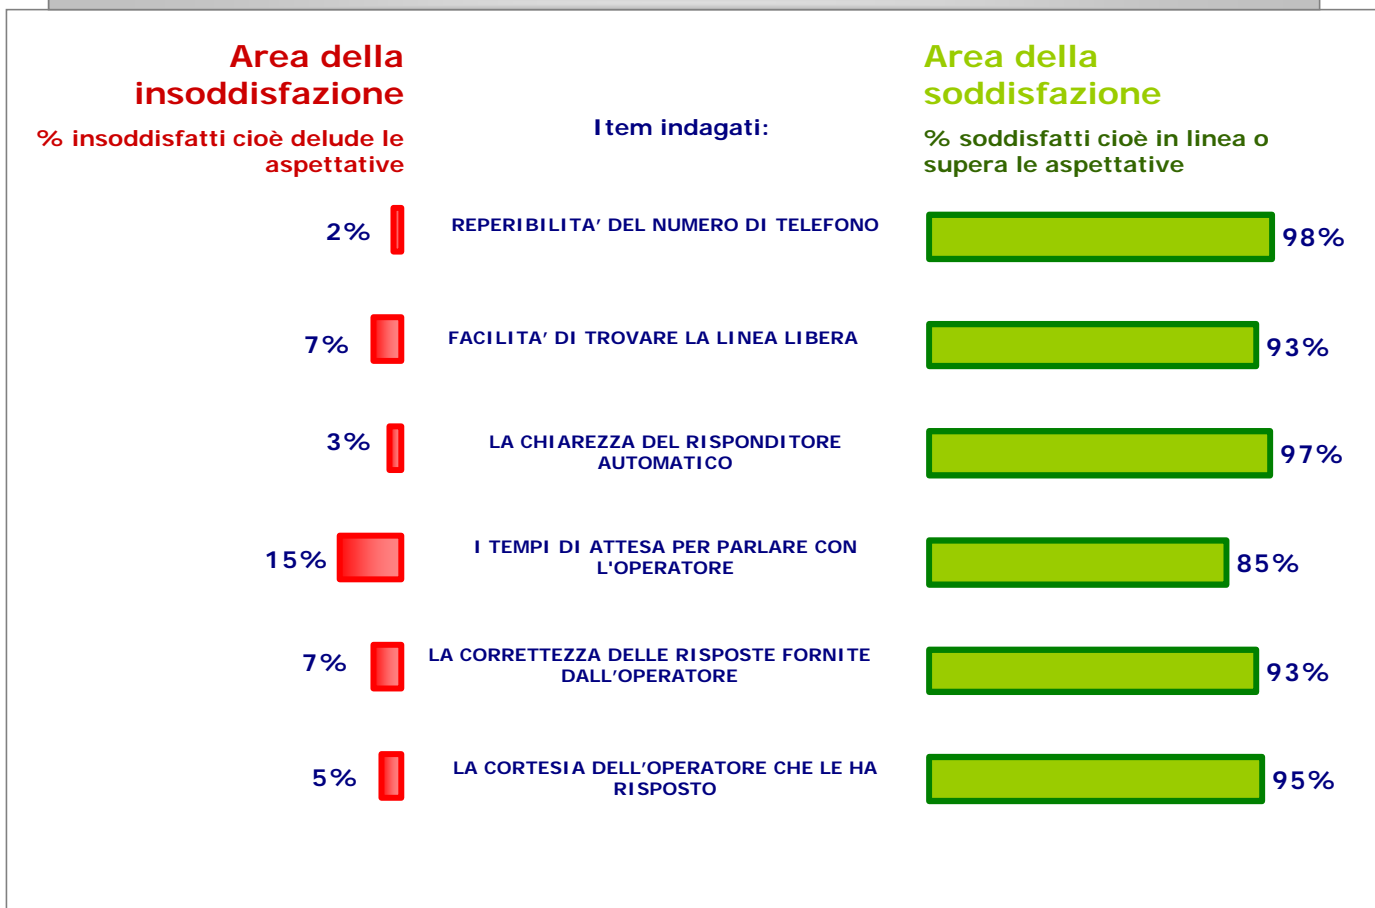 Area della
insoddisfazione
% insoddisfatti cioè delude le
aspettative
Item indagati:
Area della
soddisfazione
% soddisfatti cioè in linea o
supera le aspettative
2%
REPERIBILITA’ DEL NUMERO DI TELEFONO
98%
7%
FACILITA’ DI TROVARE LA LINEA LIBERA
93%
3%
LA CHIAREZZA DEL RISPONDITORE
AUTOMATICO
97%
15%
I TEMPI DI ATTESA PER PARLARE CON
L'OPERATORE
85%
7%
LA CORRETTEZZA DELLE RISPOSTE FORNITE
DALL’OPERATORE
93%
5%
LA CORTESIA DELL’OPERATORE CHE LE HA
RISPOSTO
95%